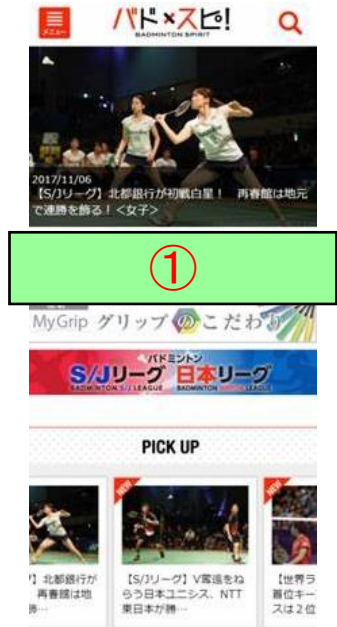 メニュー
バド×スピ!
BADMINTON SPIRIT
2017/11/06
【S/Jリーグ】北都銀行が初戦白星! 再春館は地元
で連勝を飾る!<女子>
①
MyGrip グリップのこだわり
バドミントン
S/Jリーグ 日本リーグ
BADMINTON S/J LEAGUE BADMINTON NIPPON LEAGUE
PICK UP
NEW
NEW
】北都銀行が
再春館は地
【S/Jリーグ】V奪還をね
らう日本ユニシス、NTT
東日本が勝…
【世界ラ
首位キー
スは2位